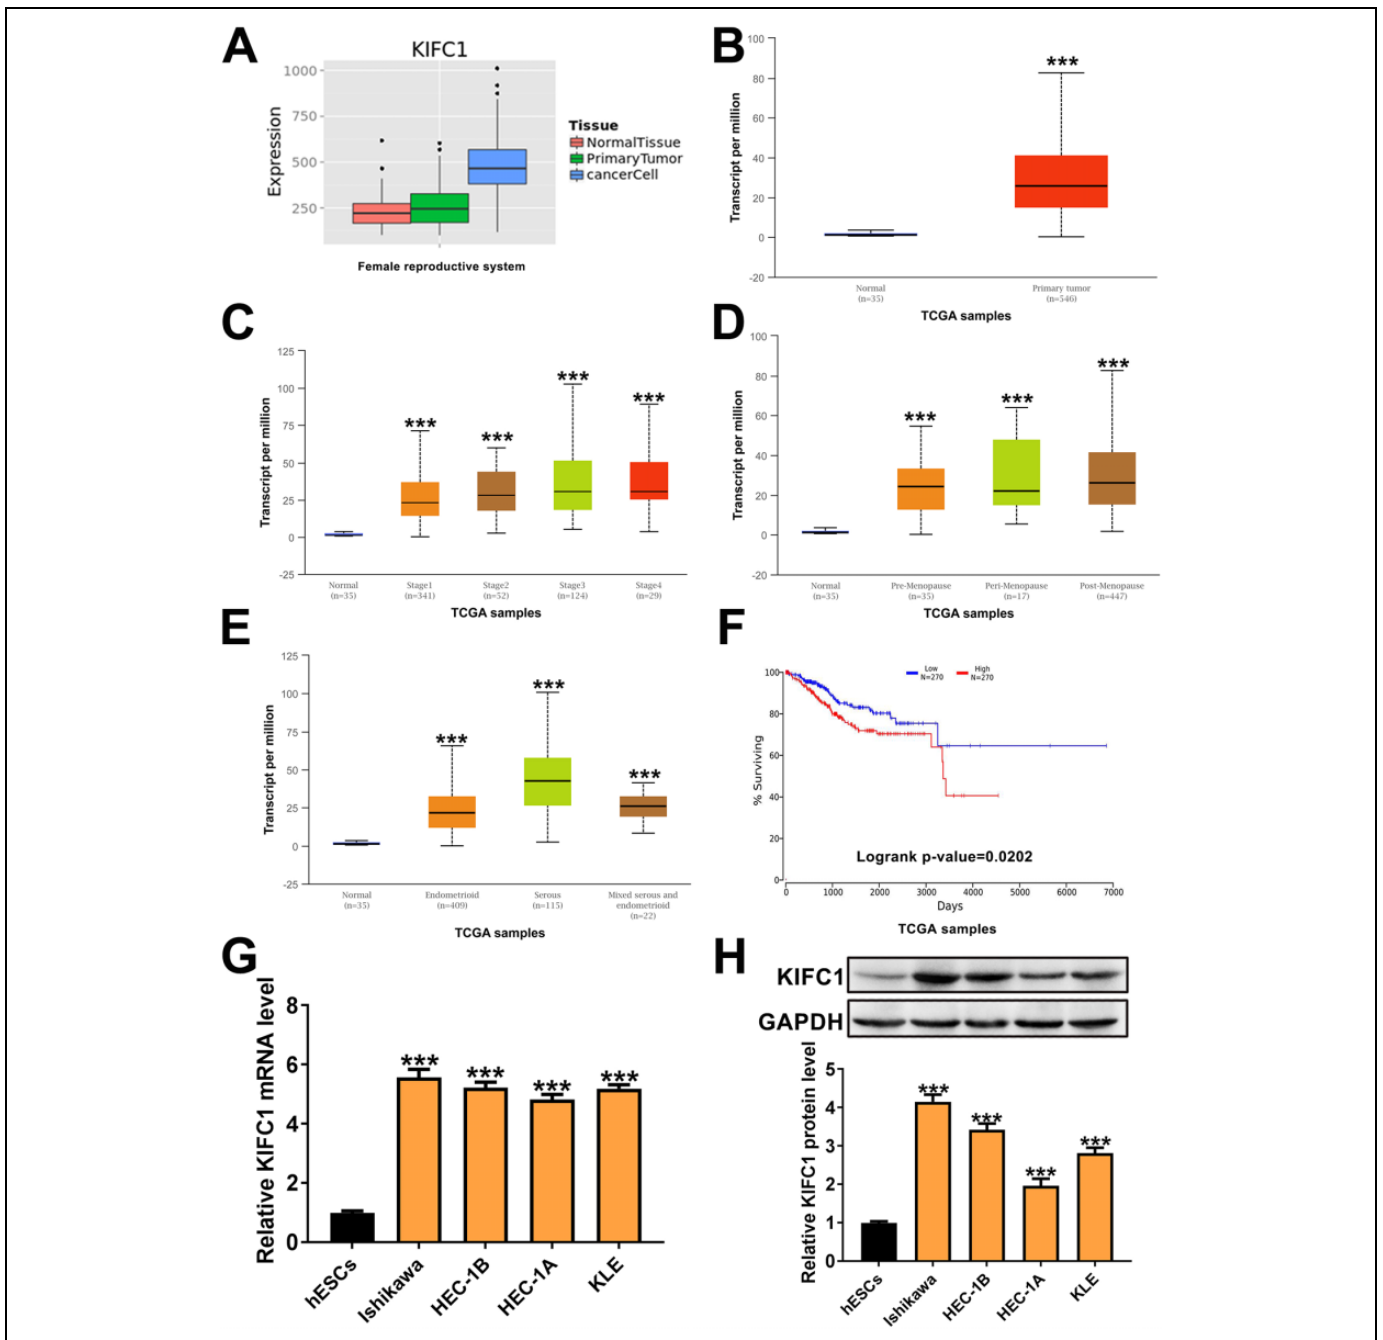 A
KIFC1
1000
750
500
250
Expression
Tissue
NormalTissue
PrimaryTumor
cancerCell
Female reproductive system
B
Transcript per million
100
80
60
40
20
0
-20
***
Normal
(n=35)
Primary tumor
(n=546)
TCGA samples
C
Transcript per million
125
100
75
50
25
0
-25
***
***
***
***
Normal
(n=35)
Stage1
(n=341)
Stage2
(n=52)
Stage3
(n=124)
Stage4
(n=29)
TCGA samples
D
Transcript per million
100
80
60
40
20
0
-20
***
***
***
Normal
(n=35)
Pre-Menopause
(n=35)
Peri-Menopause
(n=17)
Post-Menopause
(n=447)
TCGA samples
E
Transcript per million
125
100
75
50
25
0
-25
***
***
***
Normal
(n=35)
Endometrioid
(n=409)
Serous
(n=115)
Mixed serous and
endometrioid
(n=22)
TCGA samples
F
% Surviving
100
80
60
40
20
0
Low
N=270
High
N=270
Logrank p-value=0.0202
0 1000 2000 3000 4000 5000 6000 7000
Days
TCGA samples
G
Relative KIFC1 mRNA level
8
6
4
2
0
***
***
***
***
hESCs
Ishikawa
HEC-1B
HEC-1A
KLE
H
KIFC1
GAPDH
Relative KIFC1 protein level
5
4
3
2
1
0
***
***
***
***
hESCs
Ishikawa
HEC-1B
HEC-1A
KLE